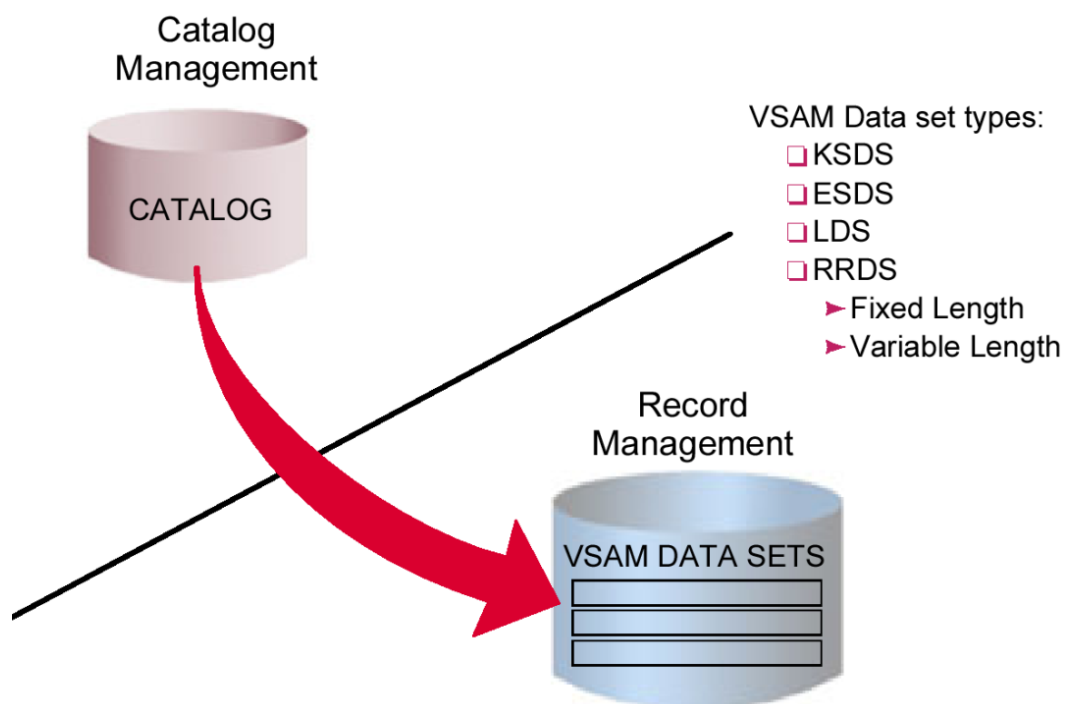 Catalog
Management
CATALOG
VSAM Data set types:
KSDS
ESDS
LDS
RRDS
Fixed Length
Variable Length
Record
Management
VSAM DATA SETS